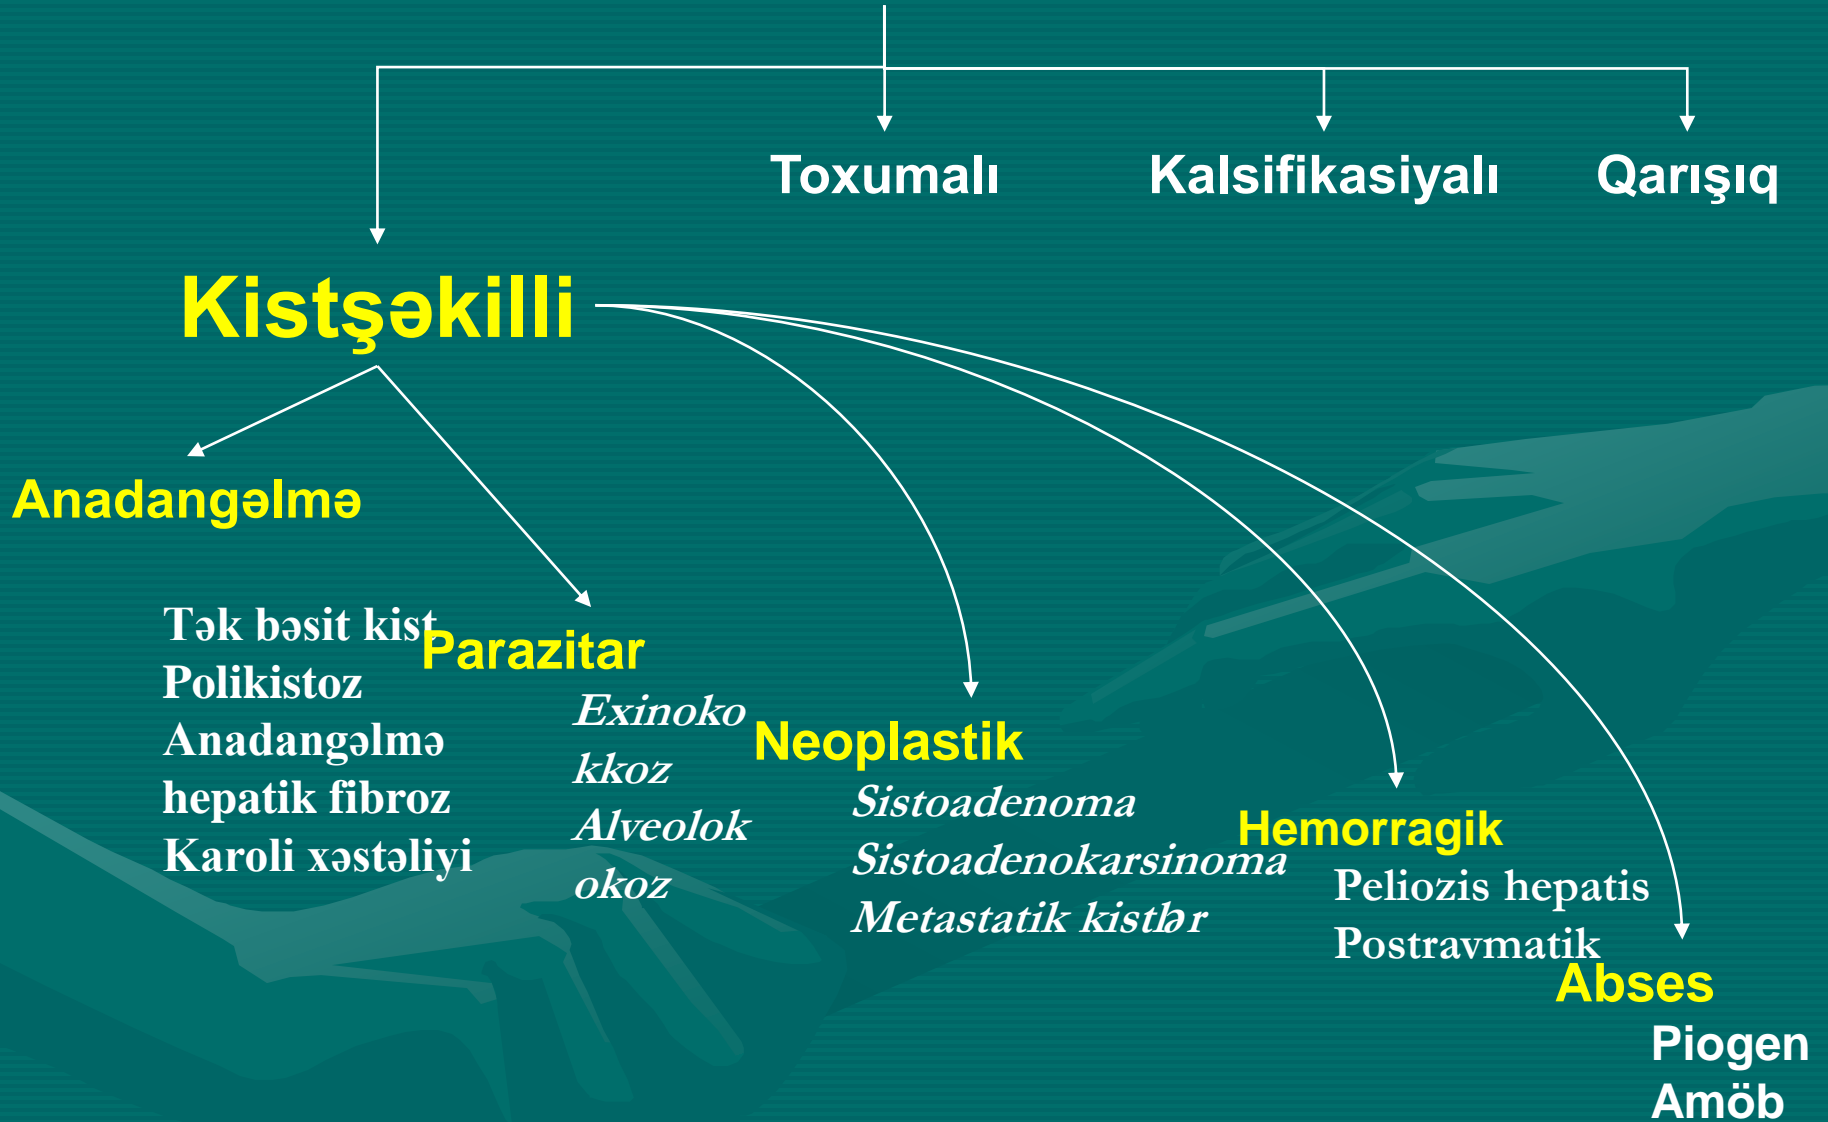 Toxumalı
Kalsifikasiyalı
Qarışıq
Kistşəkilli
Anadangəlmə
Tək bəsit kist
Polikistoz
Anadangəlmə
hepatik fibroz
Karoli xəstəliyi
Parazitar
Exinoko
kkoz
Alveolok
okoz
Neoplastik
Sistoadenoma
Sistoadenokarsinoma
Metastatik kistlər
Hemorragik
Peliozis hepatis
Postravmatik
Abses
Piogen
Amöb